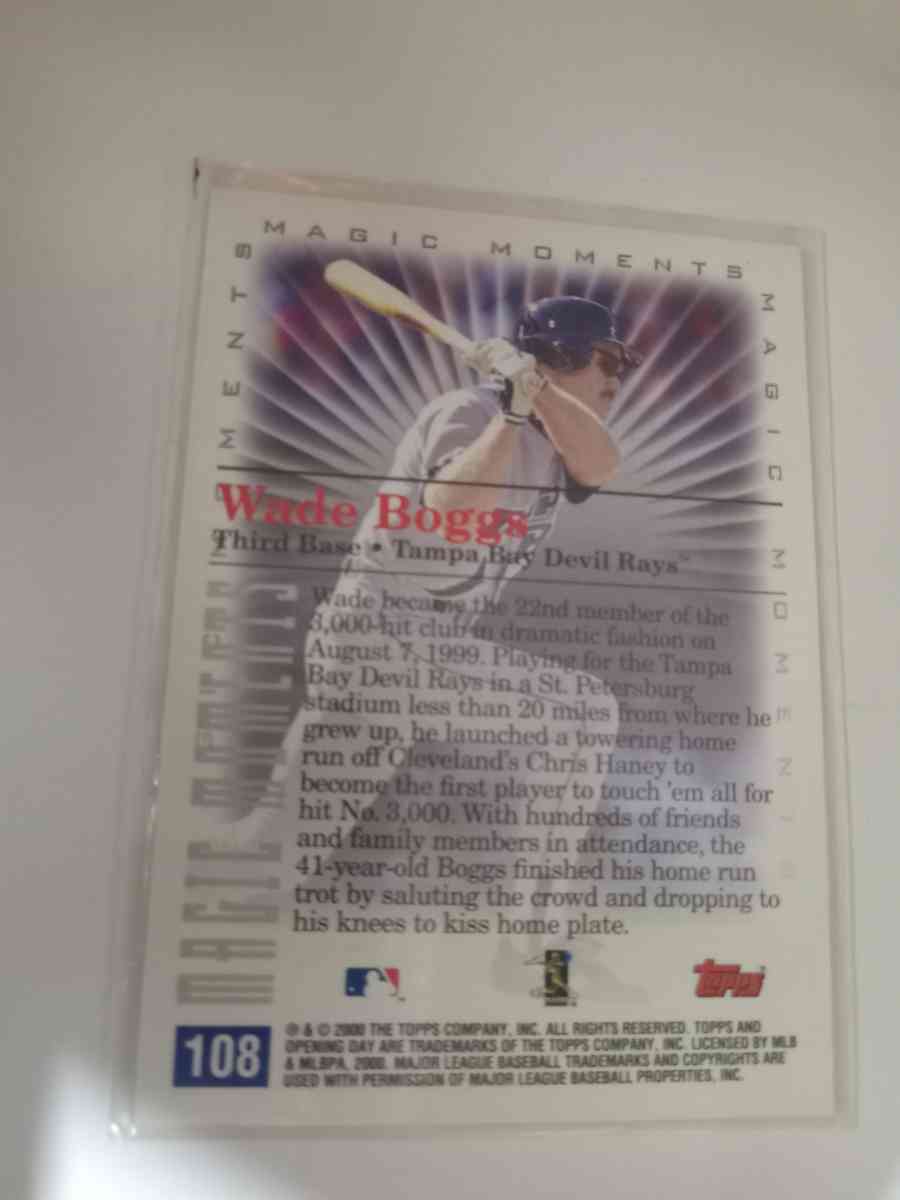 MAGIC MOMENTS
MAGIC MOMENTS
MENTS
Wade Boggs
Third Base • Tampa Bay Devil Rays™
Wade became the 22nd member of the
3,000-hit club in dramatic fashion on
August 7, 1999. Playing for the Tampa
Bay Devil Rays in a St. Petersburg
stadium less than 20 miles from where he
grew up, he launched a towering home
run off Cleveland's Chris Haney to
become the first player to touch 'em all for
hit No. 3,000. With hundreds of friends
and family members in attendance, the
41-year-old Boggs finished his home run
trot by saluting the crowd and dropping to
his knees to kiss home plate.
MAGIC MOMENTS
Topps
108
® & © 2000 THE TOPPS COMPANY, INC. ALL RIGHTS RESERVED. TOPPS AND
OPENING DAY ARE TRADEMARKS OF THE TOPPS COMPANY, INC. LICENSED BY MLB
& MLBPA, 2000. MAJOR LEAGUE BASEBALL TRADEMARKS AND COPYRIGHTS ARE
USED WITH PERMISSION OF MAJOR LEAGUE BASEBALL PROPERTIES, INC.